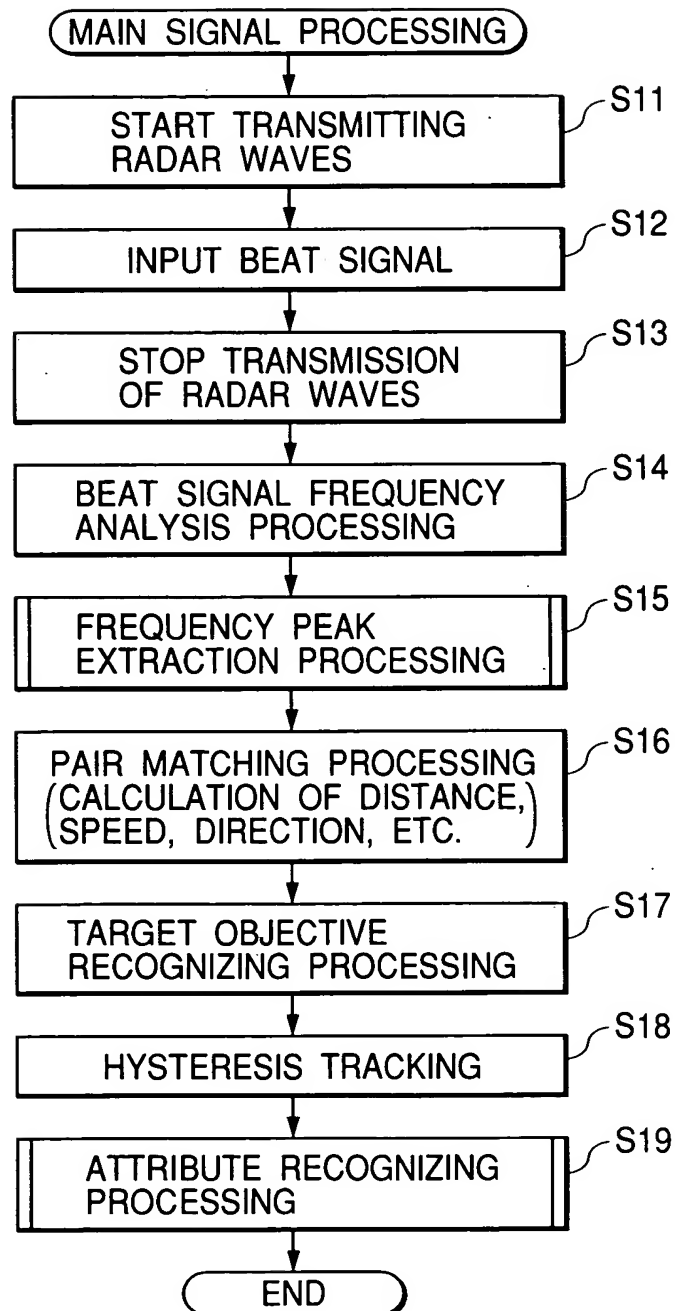 MAIN SIGNAL PROCESSING
S11
START TRANSMITTING
RADAR WAVES
S12
INPUT BEAT SIGNAL
S13
STOP TRANSMISSION
OF RADAR WAVES
S14
BEAT SIGNAL FREQUENCY
ANALYSIS PROCESSING
S15
FREQUENCY PEAK
EXTRACTION PROCESSING
S16
PAIR MATCHING PROCESSING
(CALCULATION OF DISTANCE,
SPEED, DIRECTION, ETC.)
S17
TARGET OBJECTIVE
RECOGNIZING PROCESSING
S18
HYSTERESIS TRACKING
S19
ATTRIBUTE RECOGNIZING
PROCESSING
END